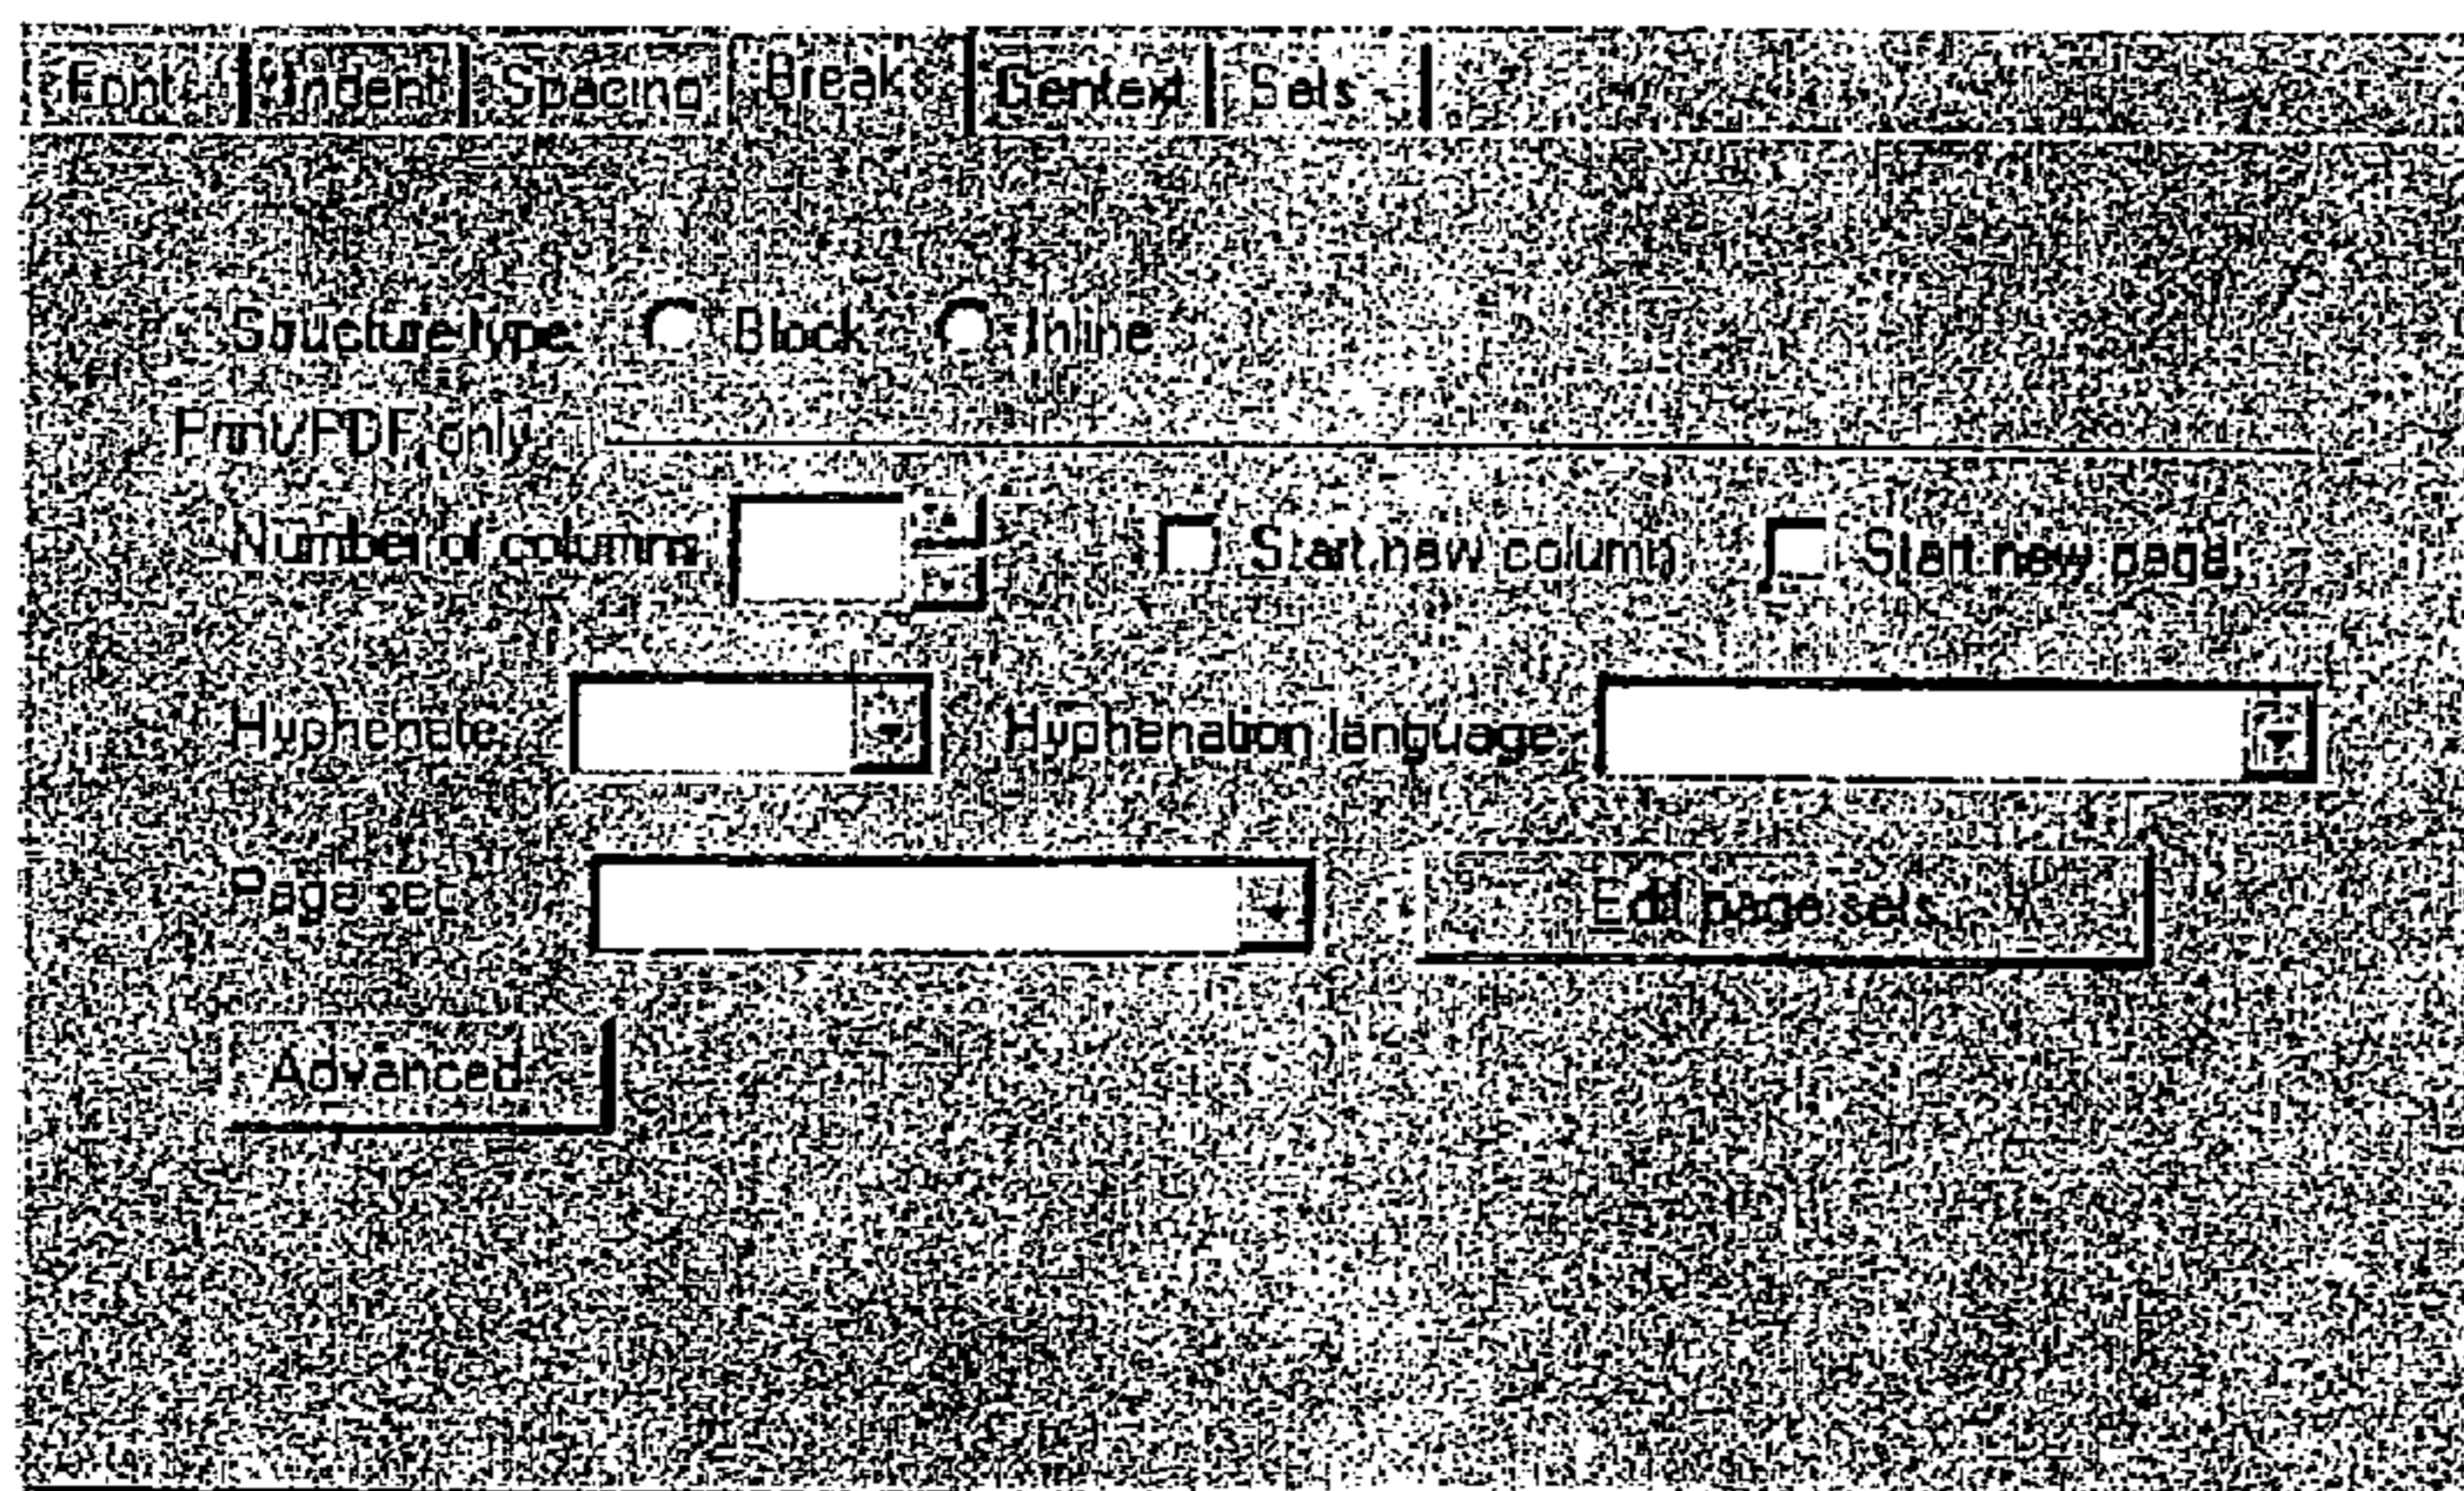 Font Indent Spacing Breaks Gentext Sets
Structure type: Block Inline
Print/PDF only
Number of columns Start new column Start new page
Hyphenate Hyphenation language
Page set Edit page sets...
Advanced